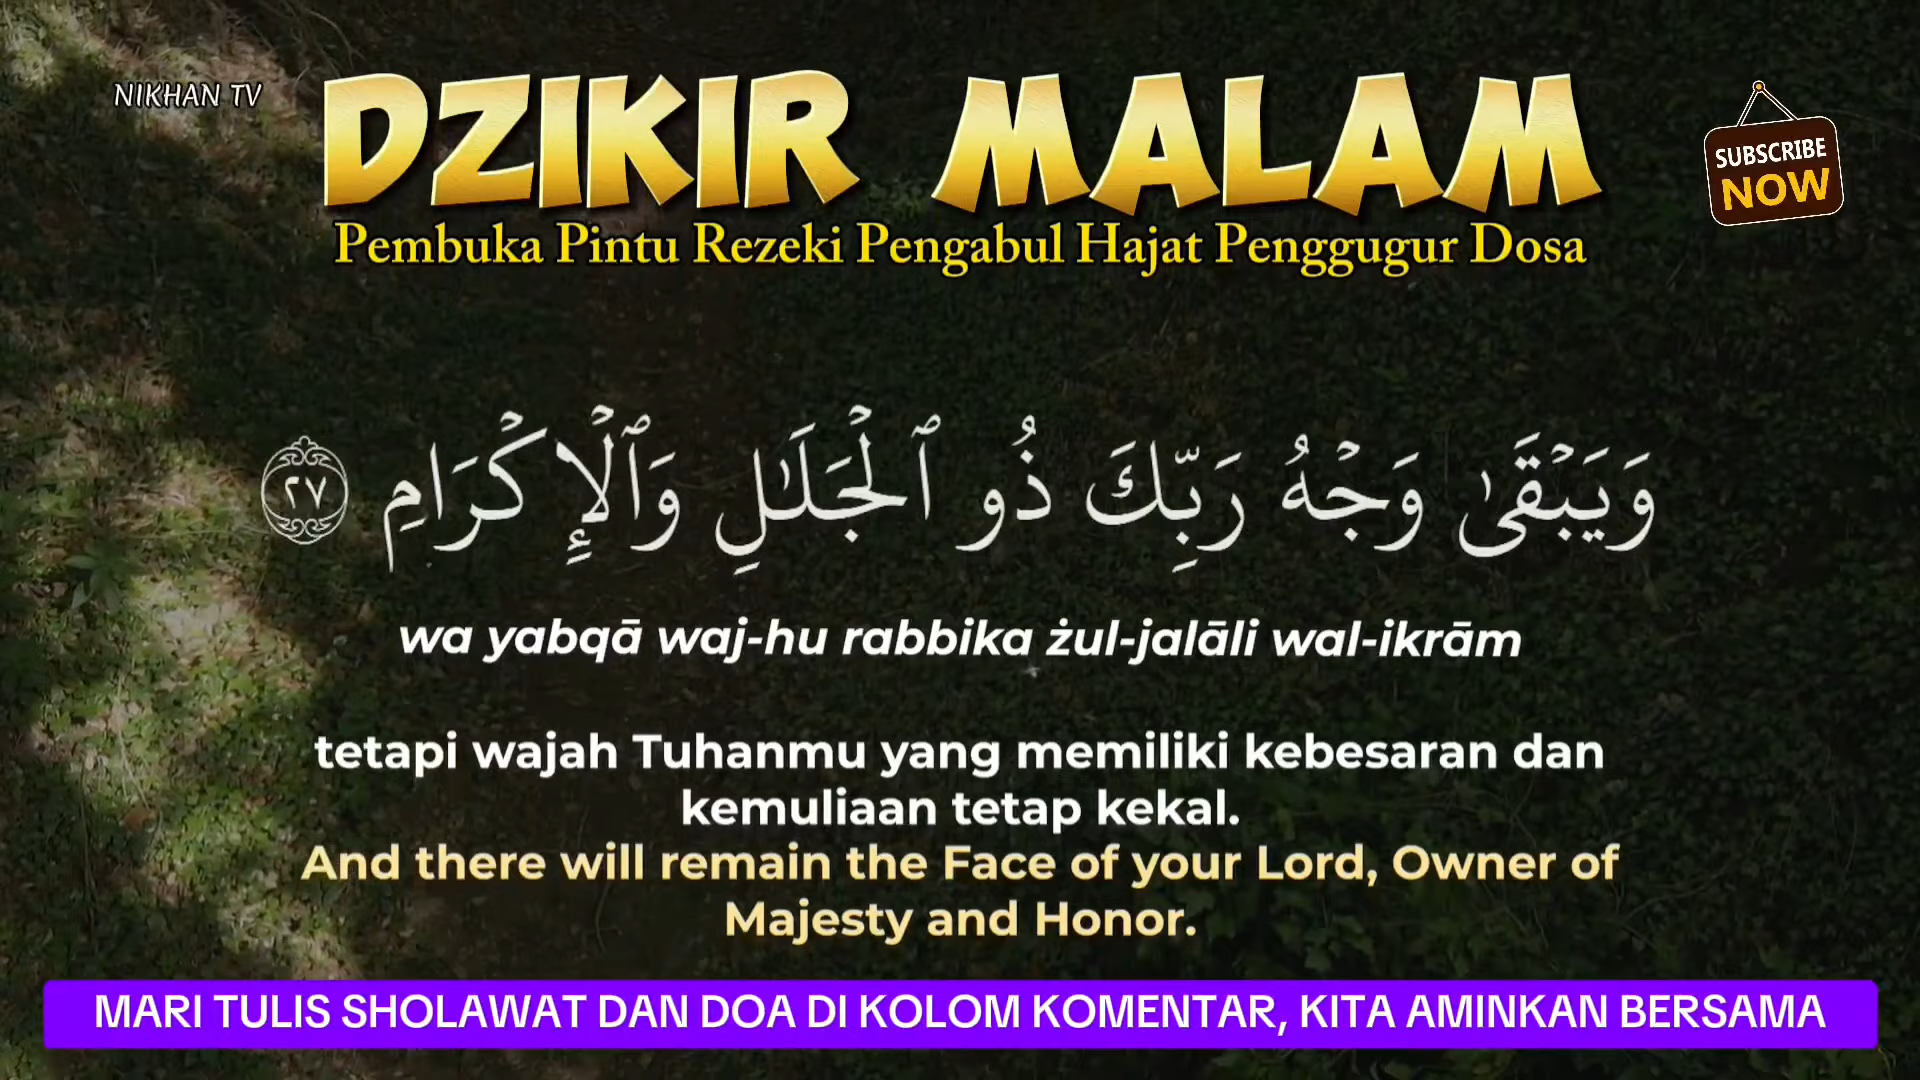 NIKHAN TV
DZIKIR MALAM
SUBSCRIBE
NOW
Pembuka Pintu Rezeki Pengabul Hajat Penggugur Dosa
وَيَبْقَىٰ وَجْهُ رَبِّكَ ذُو ٱلْجَلَـٰلِ وَٱلْإِكْرَامِ ٢٧
wa yabqā waj-hu rabbika żul-jalāli wal-ikrām
tetapi wajah Tuhanmu yang memiliki kebesaran dan
kemuliaan tetap kekal.
And there will remain the Face of your Lord, Owner of
Majesty and Honor.
MARI TULIS SHOLAWAT DAN DOA DI KOLOM KOMENTAR, KITA AMINKAN BERSAMA